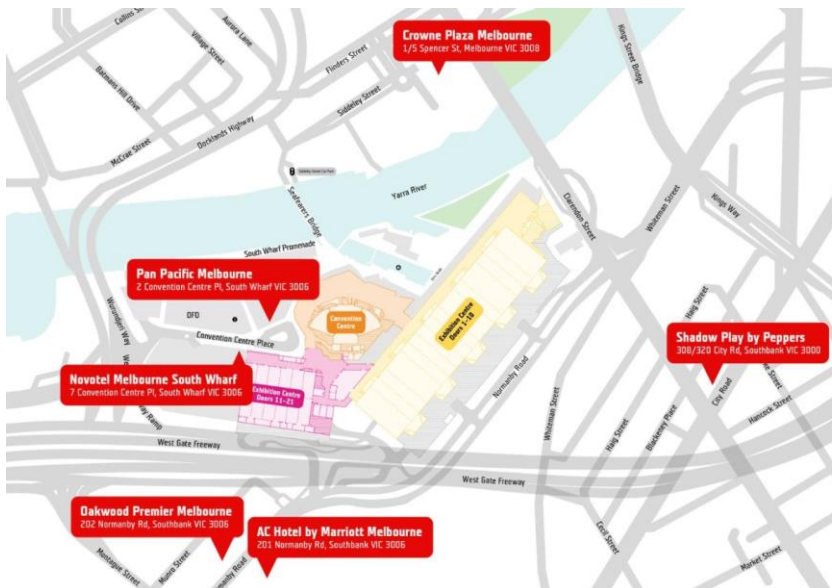 Collins St
Aurora Lane
Village Street
Batmans Hill Drive
McCrae Street
Docklands Highway
Flinders Street
Siddeley Street
Crowne Plaza Melbourne
1/5 Spencer St, Melbourne VIC 3008
Kings Street Bridge
Seafarers Bridge
Yarra River
South Wharf Prommade
Clarendon Street
Whiteman Street
Kings Way
Pan Pacific Melbourne
2 Convention Centre Pl, South Wharf VIC 3006
DFO
Wurundjeri Way
Convention Centre Place
Convention
Centre
Exhibition Centre
Doors 1-10
Normanby Road
Haig Street
Shadow Play by Peppers
308/320 City Rd, Southbank VIC 3000
Novotel Melbourne South Wharf
7 Convention Centre Pl, South Wharf VIC 3006
Exhibition Centre
Doors 11-21
Ramp
City Road
Hancock Street
Whiteman Street
Haig Street
Blackeney Place
West Gate Freeway
West Gate Freeway
Oakwood Premier Melbourne
202 Normanby Rd, Southbank VIC 3006
AC Hotel by Marriott Melbourne
201 Normanby Rd, Southbank VIC 3006
Montague Street
Munro Street
Road
Cecil Street
Market Street